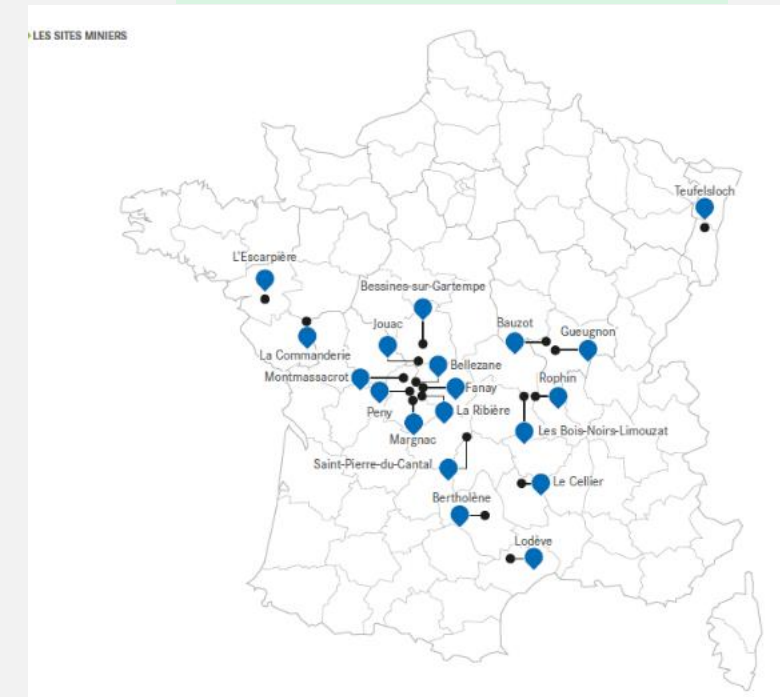 LES SITES MINIERS
Teufelsloch
L'Escarpière
Bessines-sur-Gartempe
Jouac
Bauzot
Gueugnon
La Commanderie
Bellezane
Montmassacrot
Fanay
Rophin
Peny
La Ribière
Margnac
Les Bois-Noirs-Limouzat
Saint-Pierre-du-Cantal
Le Cellier
Bertholène
Lodève